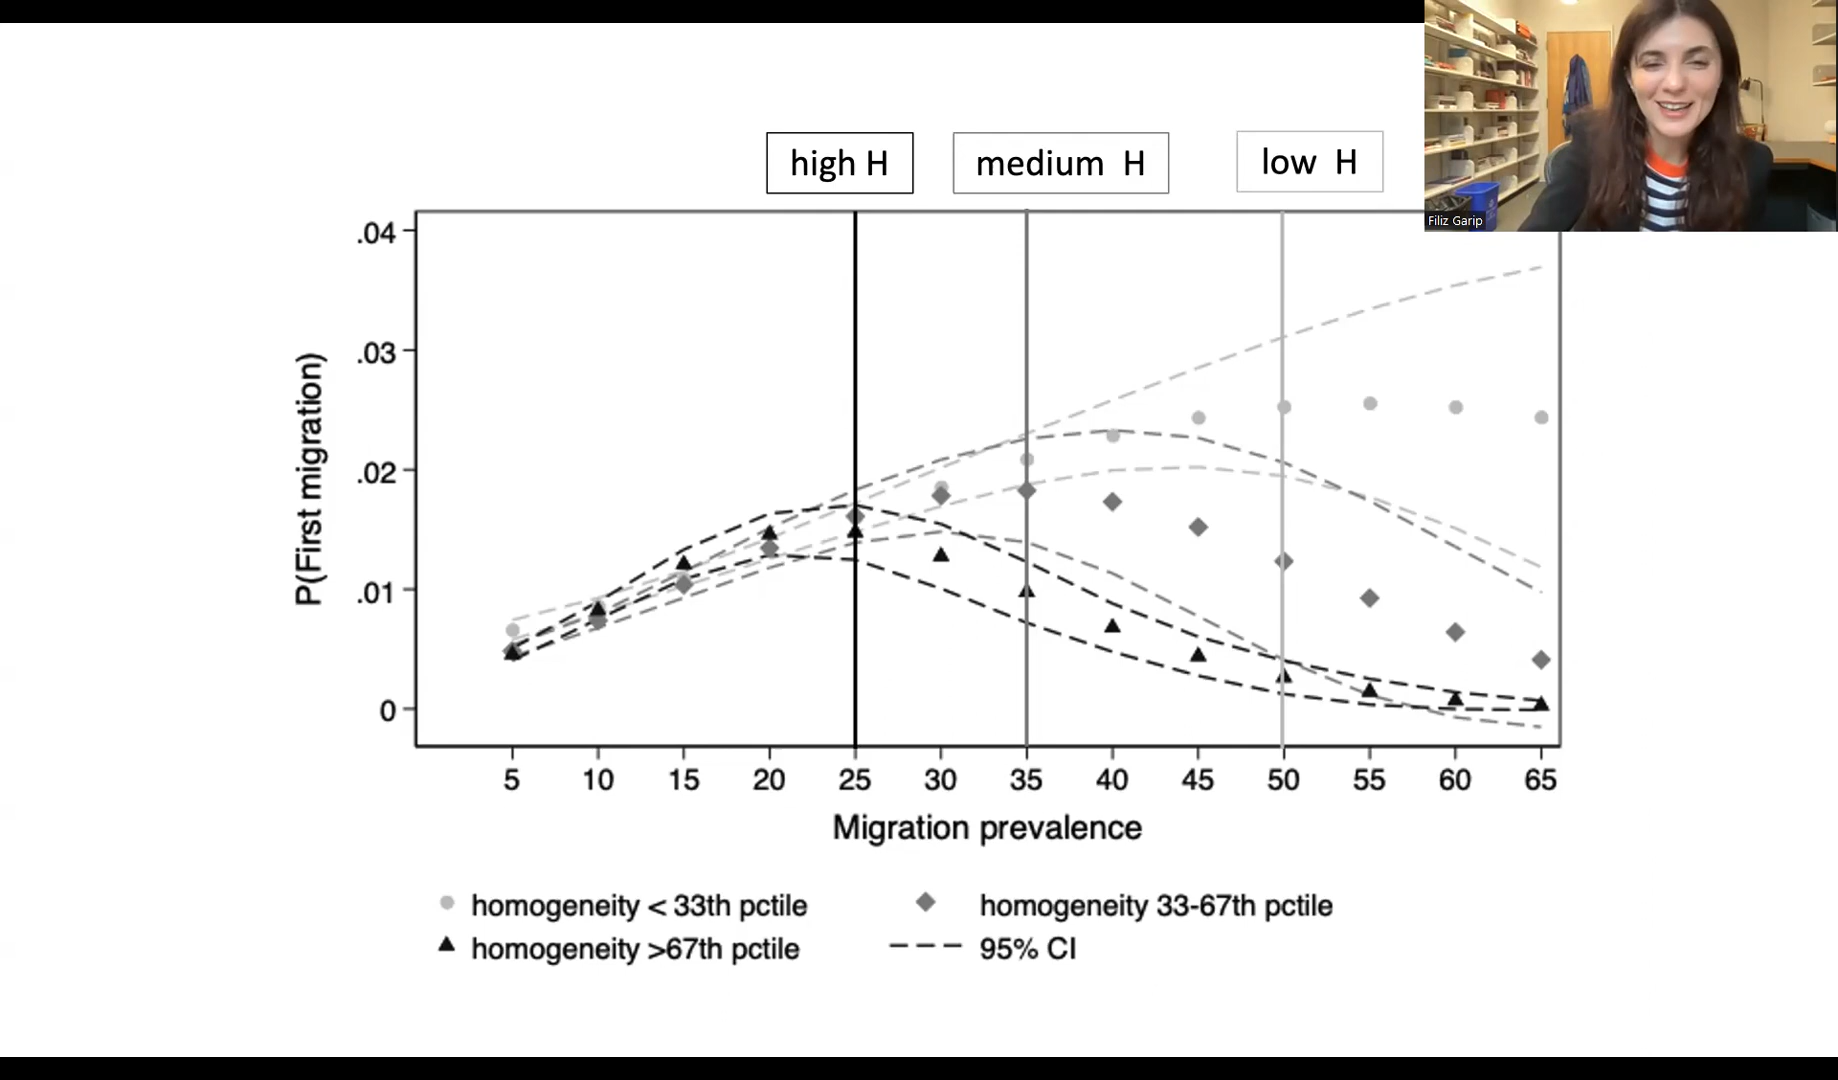 high H
medium H
low H
Filiz Garip
.04
.03
.02
.01
0
P(First migration)
5 10 15 20 25 30 35 40 45 50 55 60 65
Migration prevalence
homogeneity < 33th pctile
homogeneity 33-67th pctile
homogeneity >67th pctile
95% CI